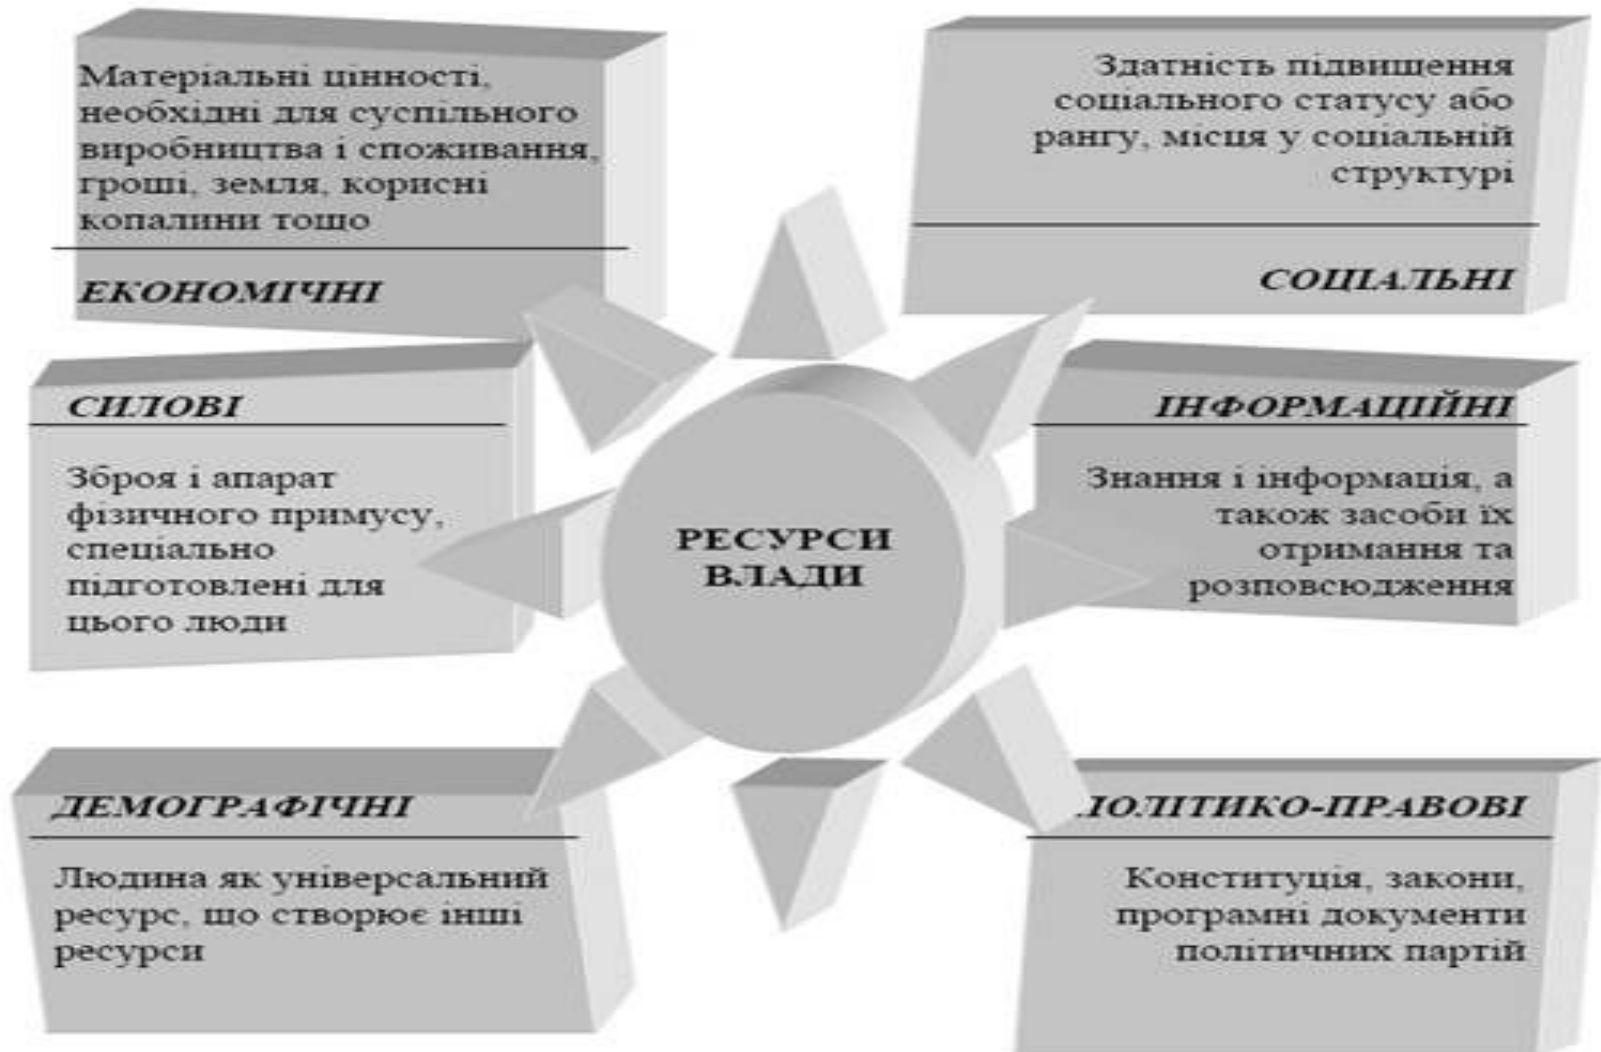 Матеріальні цінності,
необхідні для суспільного
виробництва і споживання,
гроші, земля, корисні
копалини тощо
ЕКОНОМІЧНІ
Здатність підвищення
соціального статусу або
рангу, місця у соціальній
структурі
СОЦІАЛЬНІ
СИЛОВІ
Зброя і апарат
фізичного примусу,
спеціально
підготовлені для
цього люди
РЕСУРСИ
ВЛАДИ
ІНФОРМАЦІЙНІ
Знання і інформація, а
також засоби їх
отримання та
розповсюдження
ДЕМОГРАФІЧНІ
Людина як універсальний
ресурс, що створює інші
ресурси
ПОЛІТИКО-ПРАВОВІ
Конституція, закони,
програмні документи
політичних партій